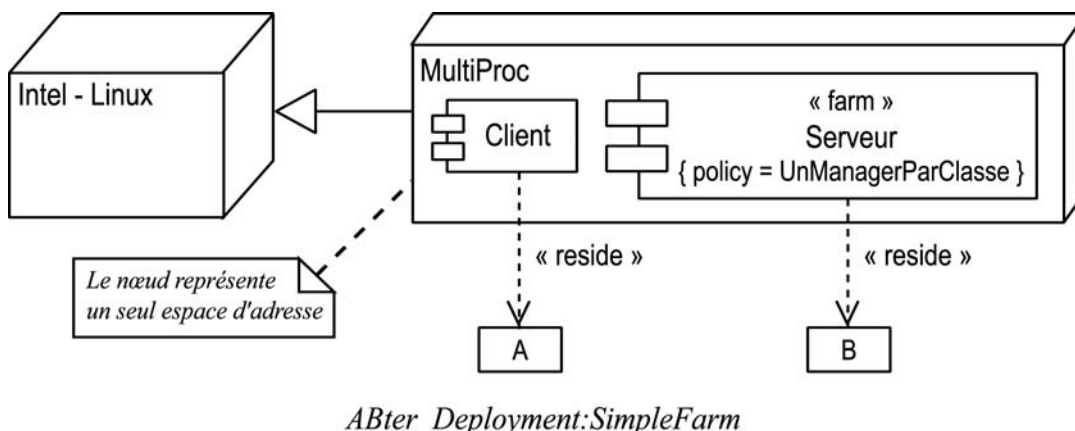 Intel - Linux
MultiProc
Client
« farm »
Serveur
{ policy = UnManagerParClasse }
« reside »
« reside »
Le nœud représente
un seul espace d'adresse
A
B
ABter Deployment:SimpleFarm